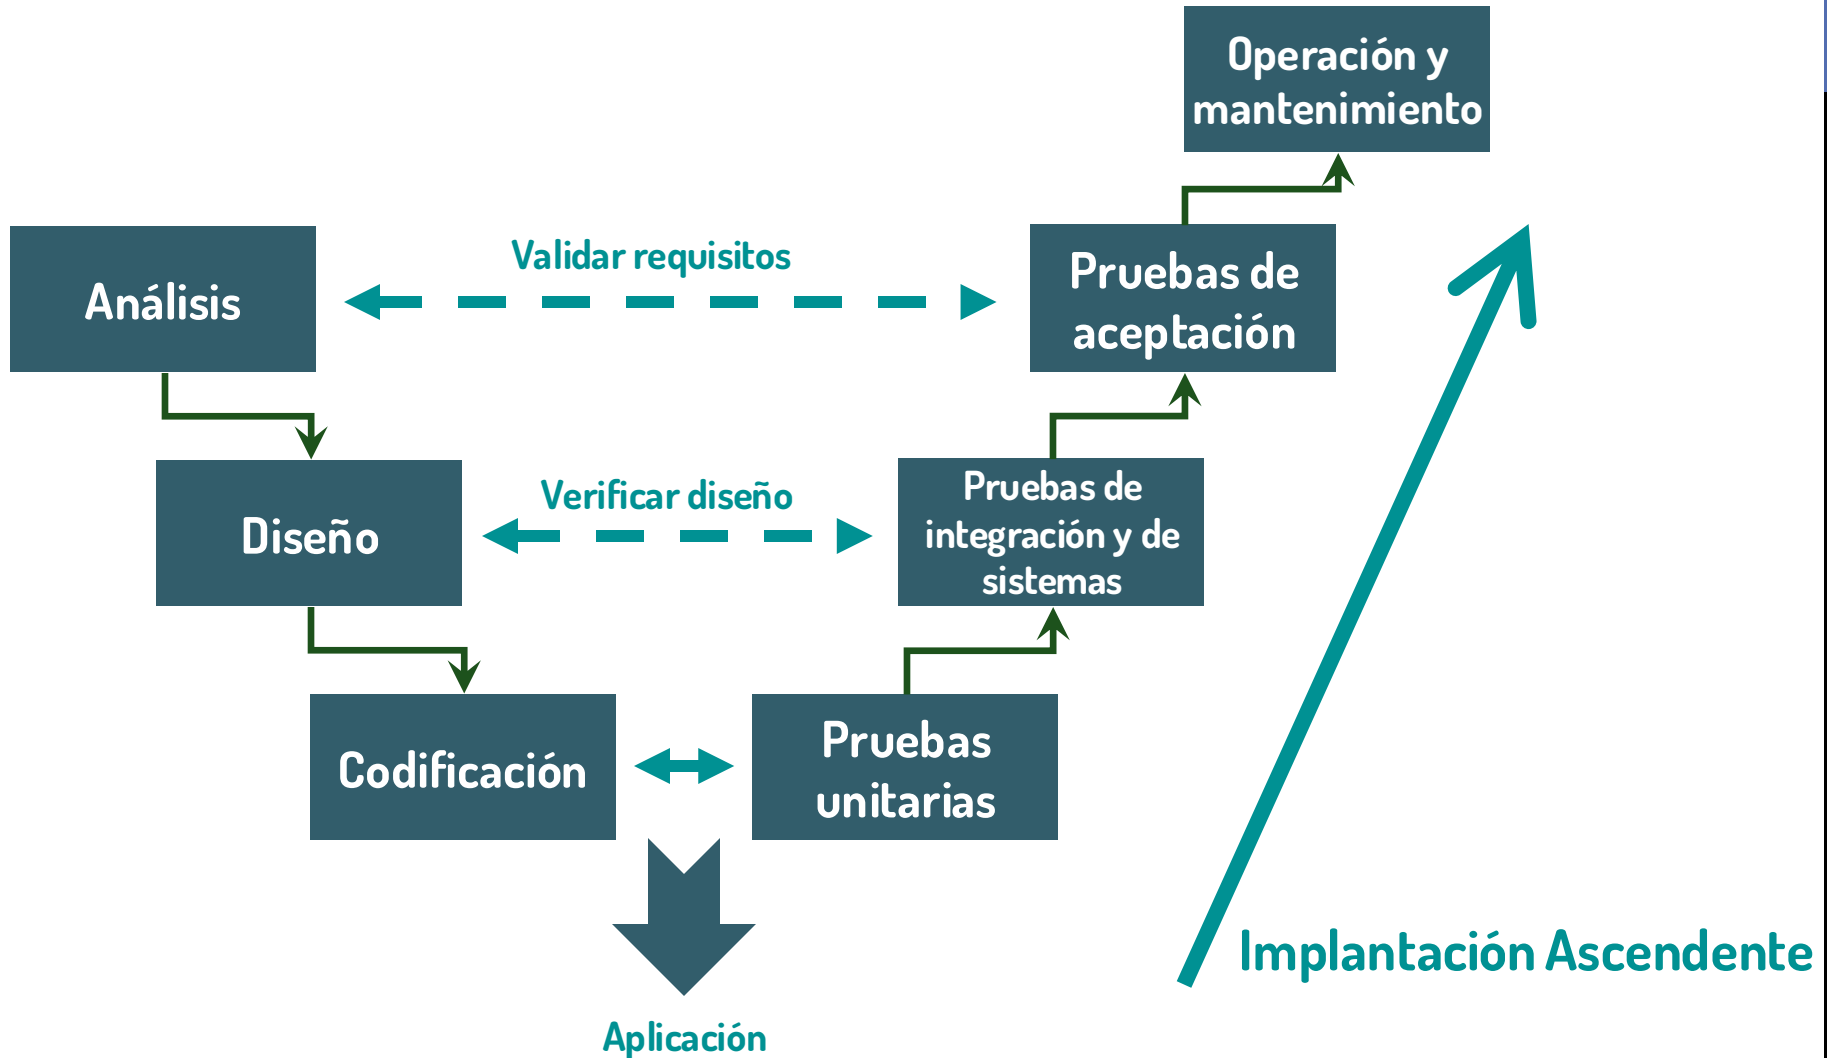 Operación y
mantenimiento
Análisis
Validar requisitos
Pruebas de
aceptación
Diseño
Verificar diseño
Pruebas de
integración y de
sistemas
Codificación
Pruebas
unitarias
Implantación Ascendente
Aplicación